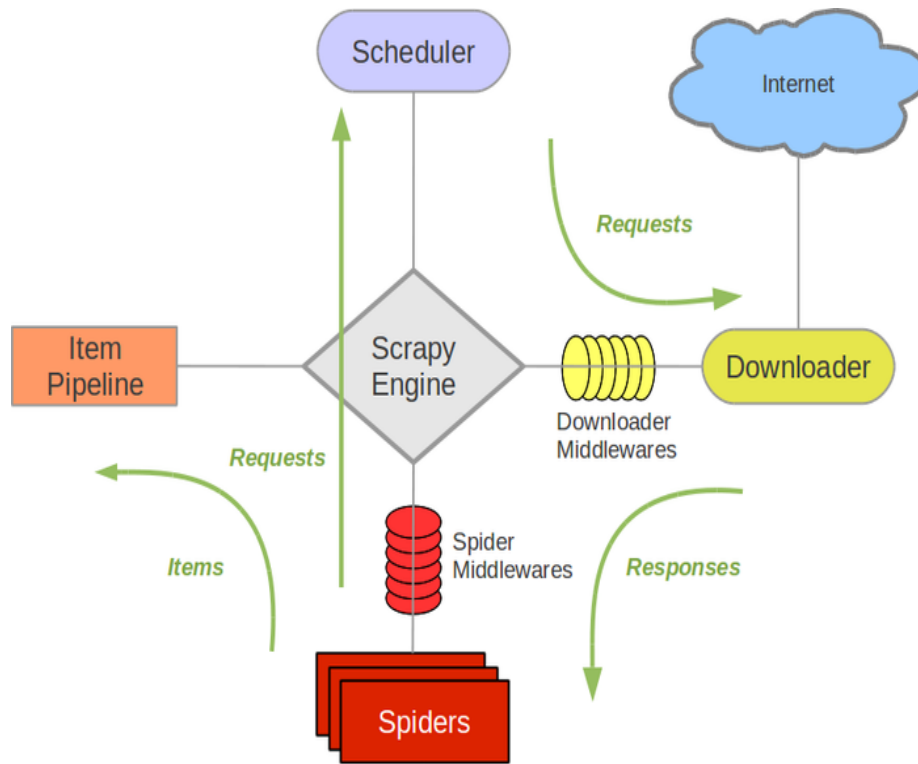 Scheduler
Internet
Requests
Item
Pipeline
Scrapy
Engine
Downloader
Downloader
Middlewares
Requests
Spider
Middlewares
Items
Responses
Spiders